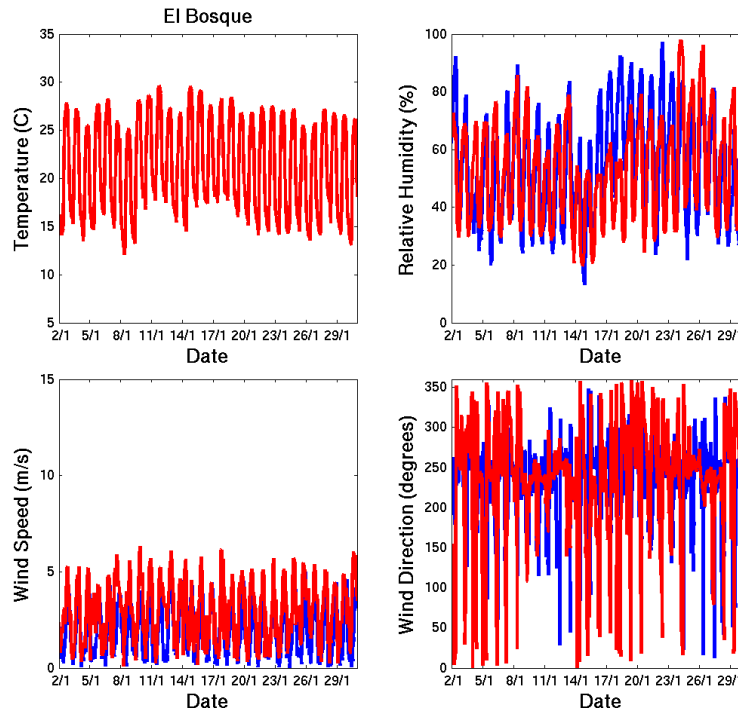 El Bosque
Temperature (C)
35
30
25
20
15
10
5
2/1 5/1 8/1 11/1 14/1 17/1 20/1 23/1 26/1 29/1
Date
Relative Humidity (%)
100
80
60
40
20
0
2/1 5/1 8/1 11/1 14/1 17/1 20/1 23/1 26/1 29/1
Date
Wind Speed (m/s)
15
10
5
0
2/1 5/1 8/1 11/1 14/1 17/1 20/1 23/1 26/1 29/1
Date
Wind Direction (degrees)
350
300
250
200
150
100
50
0
2/1 5/1 8/1 11/1 14/1 17/1 20/1 23/1 26/1 29/1
Date